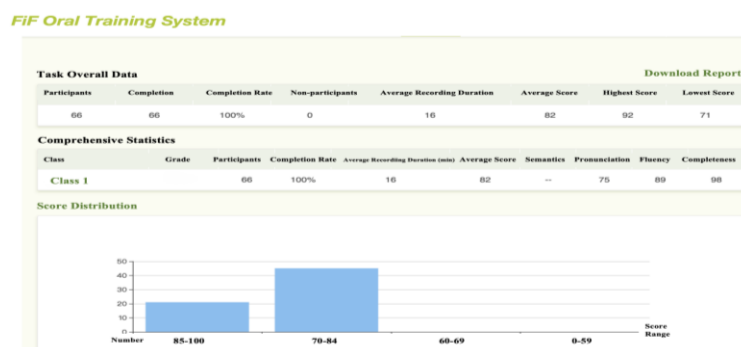 FiF Oral Training System
Task Overall Data
Download Report
Participants Completion Completion Rate Non-participants Average Recording Duration Average Score Highest Score Lowest Score
66 66 100% 0 16 82 92 71
Comprehensive Statistics
Class Grade Participants Completion Rate Average Recording Duration (min) Average Score Semantics Pronunciation Fluency Completeness
Class 1 66 100% 16 82 -- 75 89 98
Score Distribution
50
40
30
20
10
0
Score
Range
Number 85-100 70-84 60-69 0-59